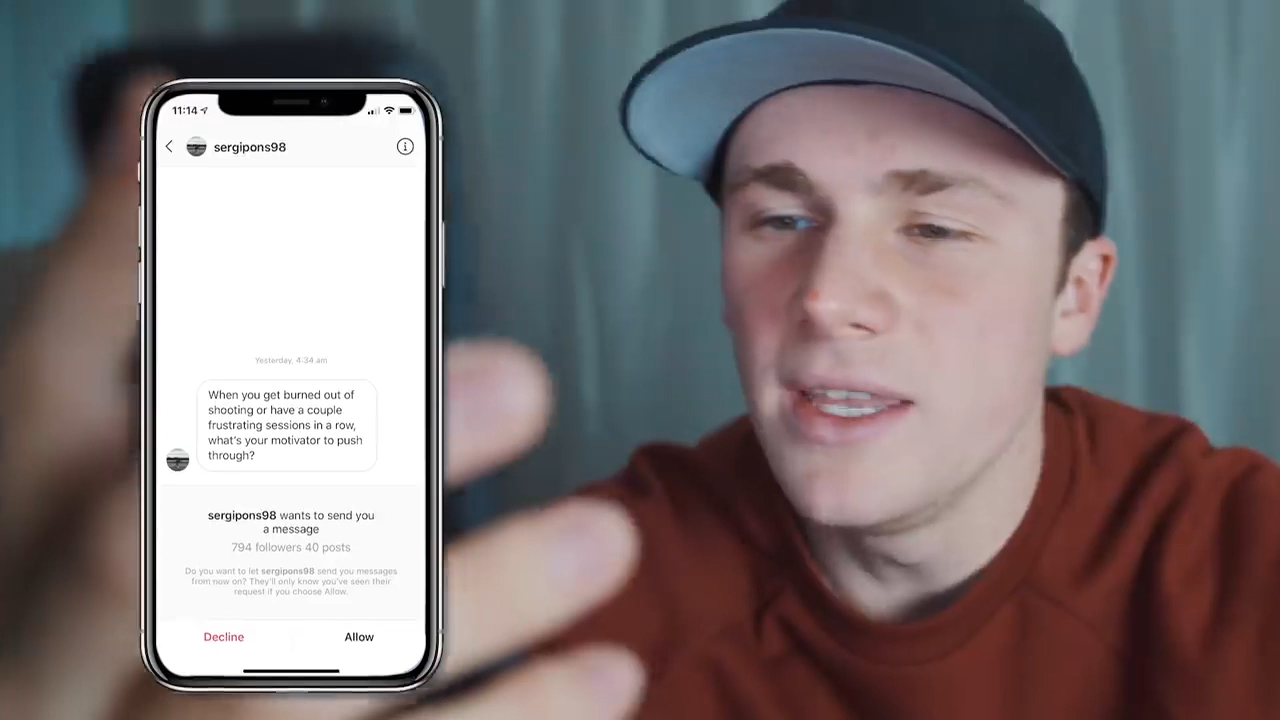 11:14
sergipons98
Yesterday, 4:34 am
When you get burned out of
shooting or have a couple
frustrating sessions in a row,
what's your motivator to push
through?
sergipons98 wants to send you
a message
794 followers 40 posts
Do you want to let sergipons98 send you messages
from now on? They'll only know you've seen their
request if you choose Allow.
Decline
Allow